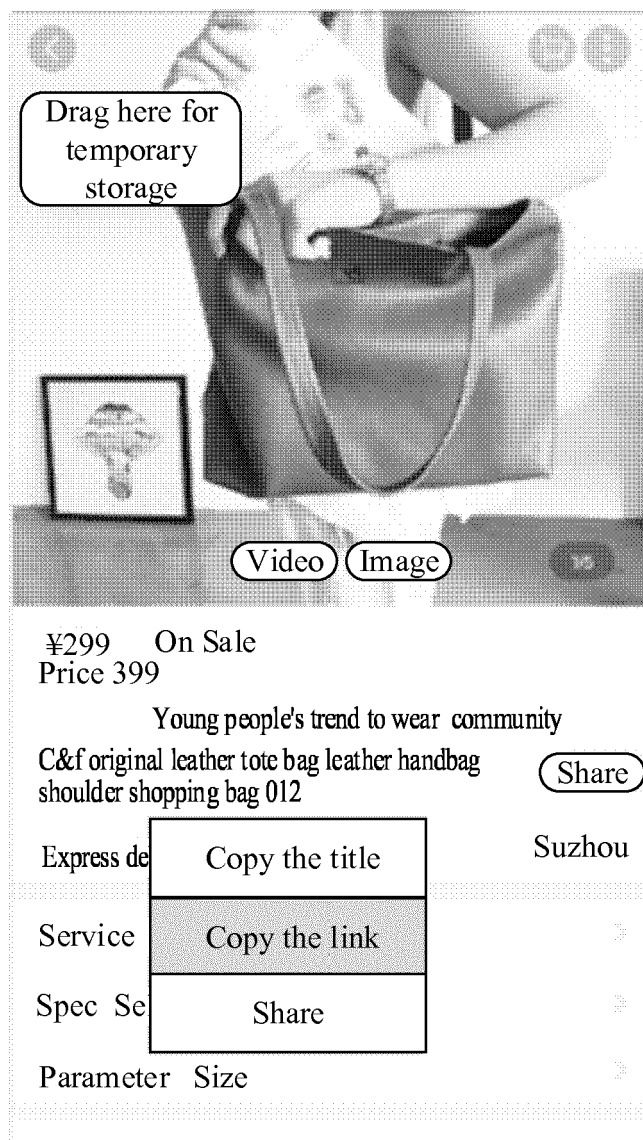 Drag here for
temporary
storage
Video Image
¥299 On Sale
Price 399
Young people's trend to wear community
C&f original leather tote bag leather handbag
shoulder shopping bag 012
Share
Express de
Suzhou
Copy the title
Service
Copy the link
Spec Se
Share
Parameter Size